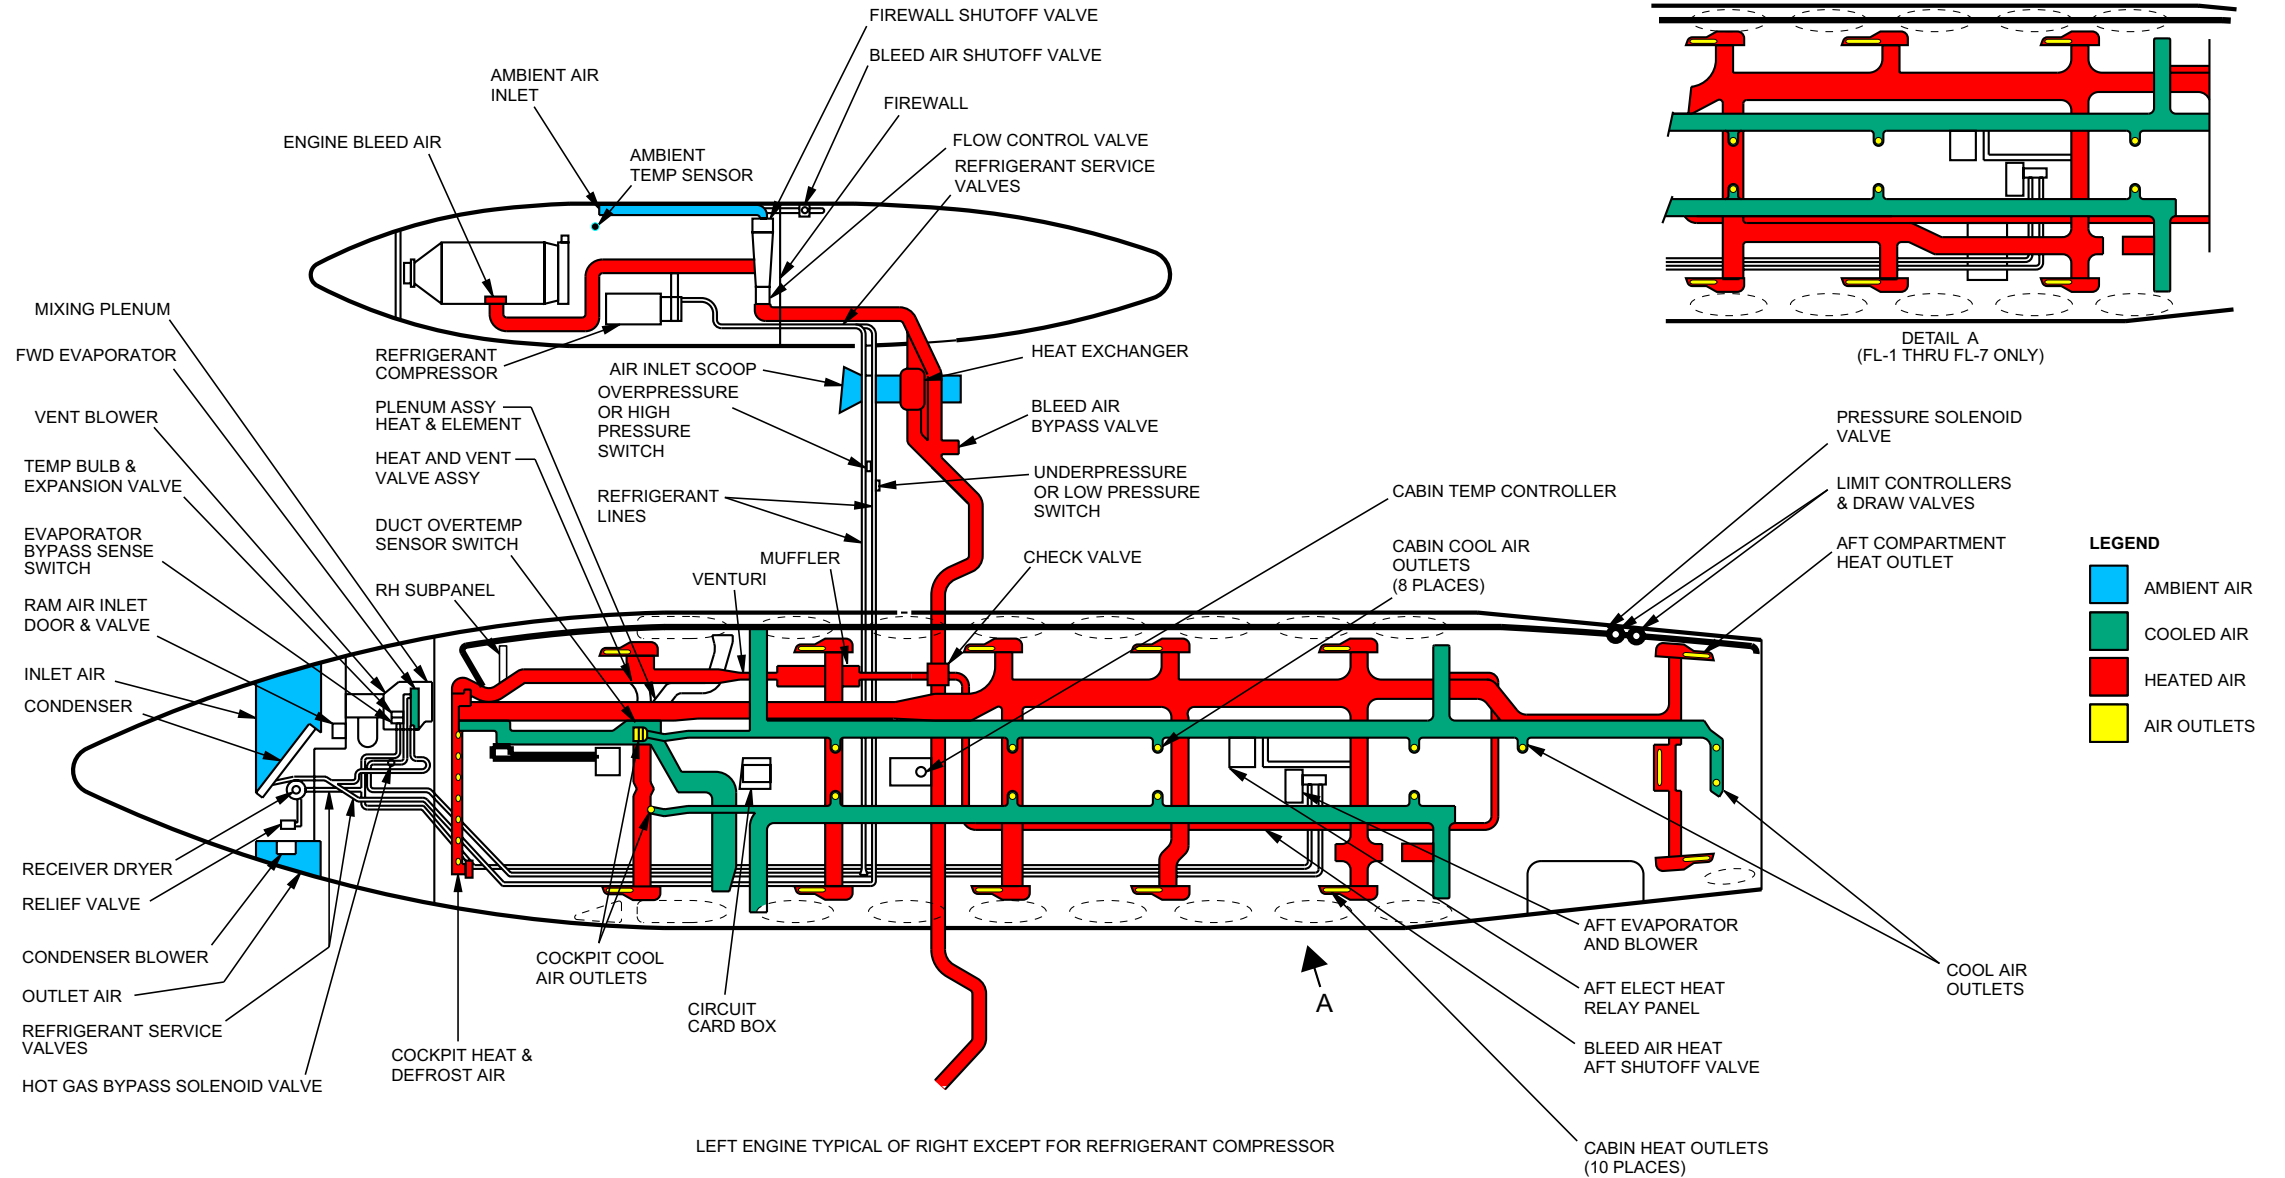 FIREWALL SHUTOFF VALVE
BLEED AIR SHUTOFF VALVE
AMBIENT AIR
INLET
FIREWALL
ENGINE BLEED AIR
FLOW CONTROL VALVE
AMBIENT
TEMP SENSOR
REFRIGERANT SERVICE
VALVES
DETAIL A
(FL-1 THRU FL-7 ONLY)
MIXING PLENUM
FWD EVAPORATOR
VENT BLOWER
TEMP BULB &
EXPANSION VALVE
EVAPORATOR
BYPASS SENSE
SWITCH
RAM AIR INLET
DOOR & VALVE
INLET AIR
CONDENSER
REFRIGERANT
COMPRESSOR
PLENUM ASSY
HEAT & ELEMENT
HEAT AND VENT
VALVE ASSY
DUCT OVERTEMP
SENSOR SWITCH
RH SUBPANEL
AIR INLET SCOOP
OVERPRESSURE
OR HIGH
PRESSURE
SWITCH
REFRIGERANT
LINES
MUFFLER
VENTURI
HEAT EXCHANGER
BLEED AIR
BYPASS VALVE
UNDERPRESSURE
OR LOW PRESSURE
SWITCH
CHECK VALVE
CABIN TEMP CONTROLLER
CABIN COOL AIR
OUTLETS
(8 PLACES)
PRESSURE SOLENOID
VALVE
LIMIT CONTROLLERS
& DRAW VALVES
AFT COMPARTMENT
HEAT OUTLET
LEGEND
AMBIENT AIR
COOLED AIR
HEATED AIR
AIR OUTLETS
RECEIVER DRYER
RELIEF VALVE
CONDENSER BLOWER
OUTLET AIR
REFRIGERANT SERVICE
VALVES
HOT GAS BYPASS SOLENOID VALVE
COCKPIT HEAT &
DEFROST AIR
COCKPIT COOL
AIR OUTLETS
CIRCUIT
CARD BOX
A
AFT EVAPORATOR
AND BLOWER
AFT ELECT HEAT
RELAY PANEL
BLEED AIR HEAT
AFT SHUTOFF VALVE
CABIN HEAT OUTLETS
(10 PLACES)
COOL AIR
OUTLETS
LEFT ENGINE TYPICAL OF RIGHT EXCEPT FOR REFRIGERANT COMPRESSOR